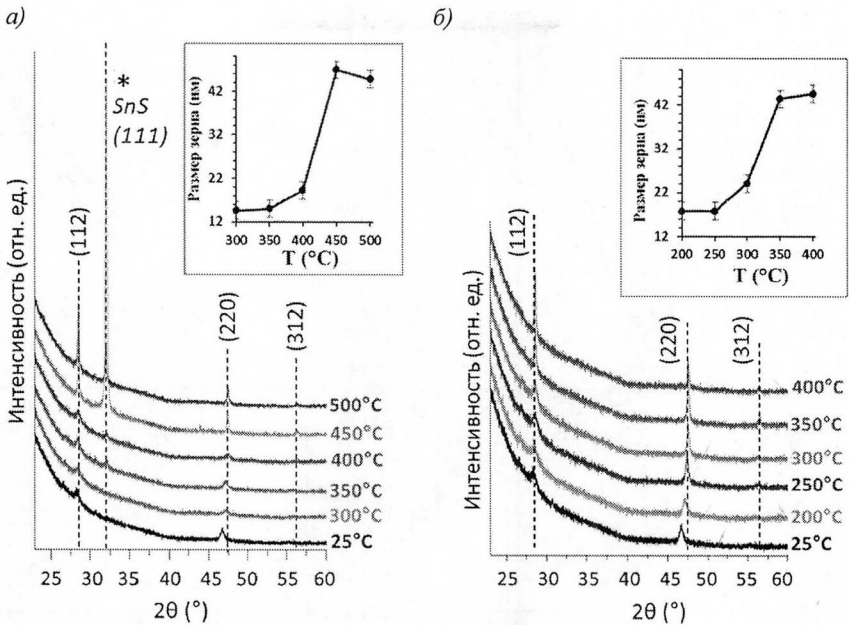 а)
*
SnS
(111)
Размер зерна (нм)
42
32
22
12
300 350 400 450 500
T (°C)
Интенсивность (отн. ед.)
(112)
(220)
(312)
500°C
450°C
400°C
350°C
300°C
25°C
25 30 35 40 45 50 55 60
2θ (°)
б)
Размер зерна (нм)
42
32
22
12
200 250 300 350 400
T (°C)
Интенсивность (отн. ед.)
(112)
(220)
(312)
400°C
350°C
300°C
250°C
200°C
25°C
25 30 35 40 45 50 55 60
2θ (°)